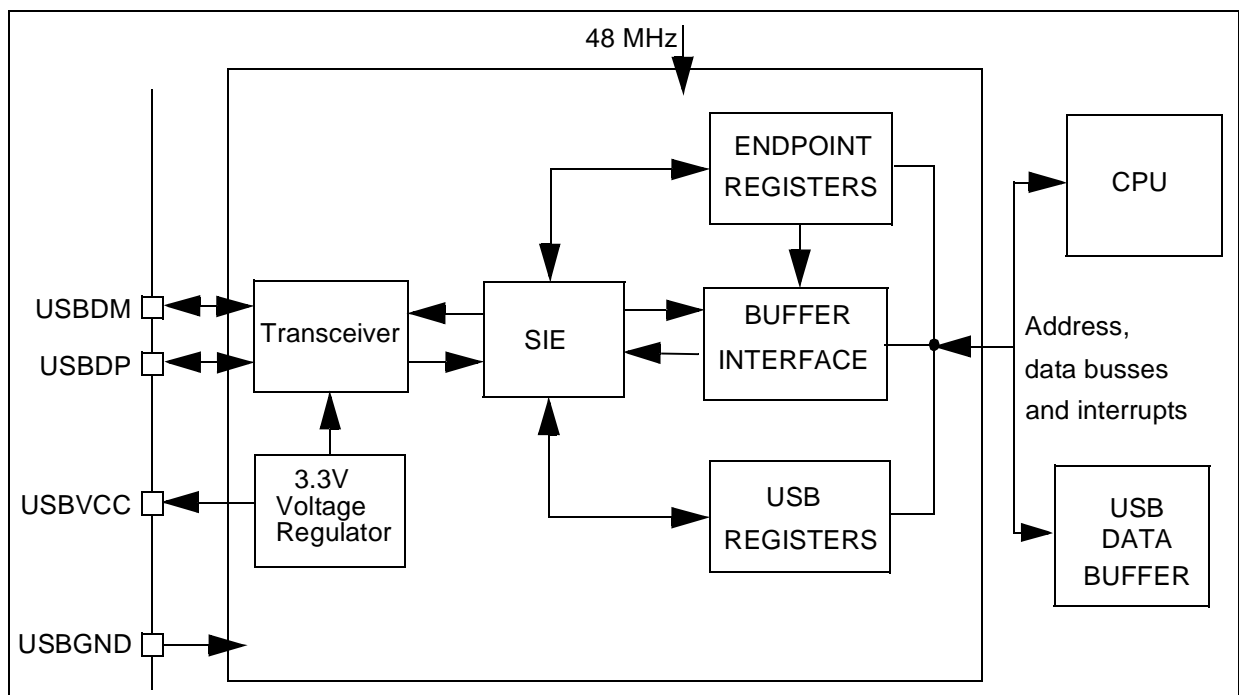 48 MHz
ENDPOINT
REGISTERS
CPU
USBDM
USBDP
Transceiver
SIE
BUFFER
INTERFACE
Address,
data busses
and interrupts
USBVCC
3.3V
Voltage
Regulator
USB
REGISTERS
USB
DATA
BUFFER
USBGND